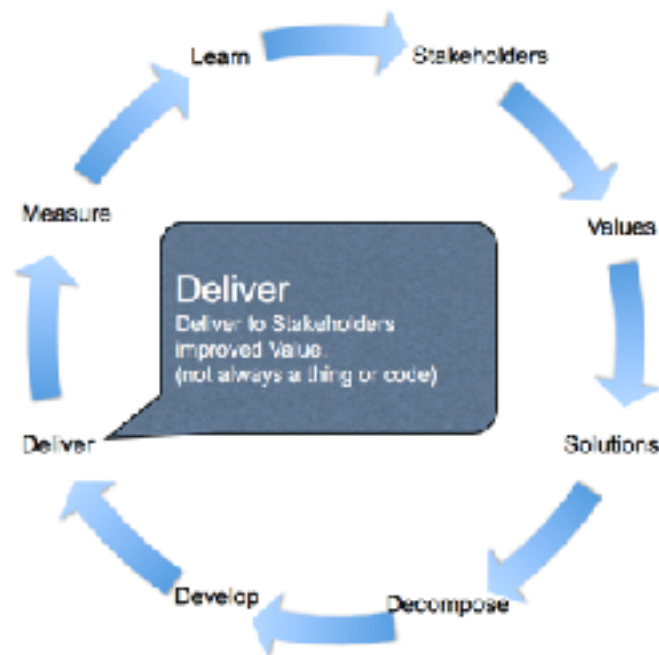 Learn
Stakeholders
Measure
Values
Deliver
Deliver to Stakeholders
improved Value.
(not always a thing or code)
Deliver
Solutions
Develop
Decompose